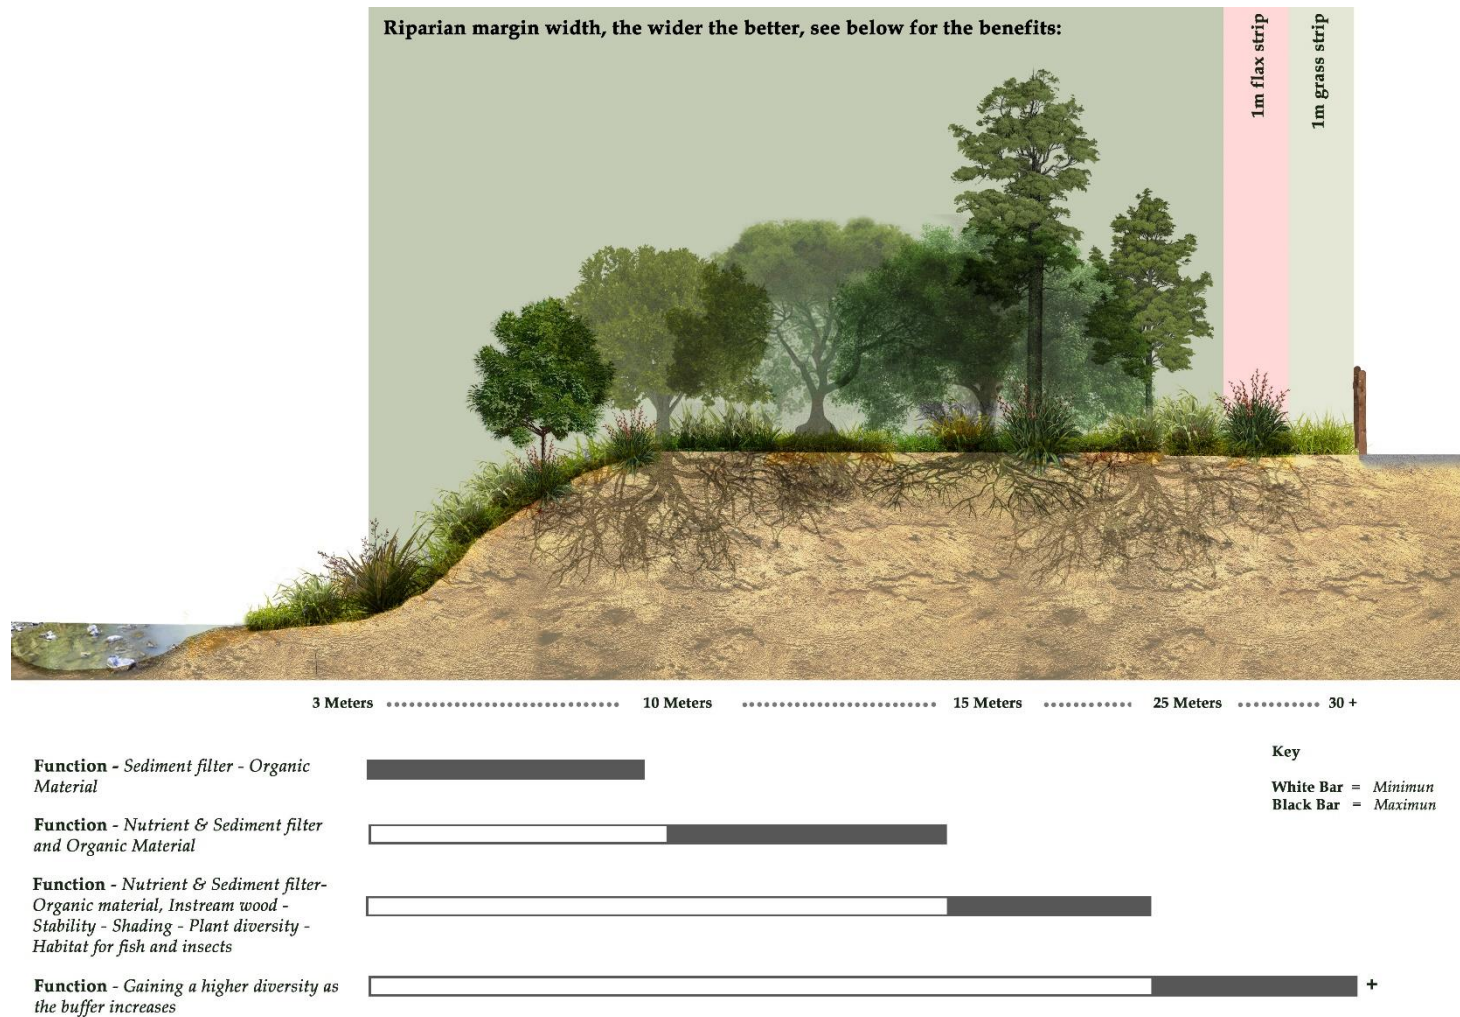 Riparian margin width, the wider the better, see below for the benefits:
1m flax strip
1m grass strip
3 Meters
10 Meters
15 Meters
25 Meters
30 +
Function - Sediment filter - Organic
Material
Function - Nutrient & Sediment filter
and Organic Material
Function - Nutrient & Sediment filter-
Organic material, Instream wood -
Stability - Shading - Plant diversity -
Habitat for fish and insects
Function - Gaining a higher diversity as
the buffer increases
+
Key
White Bar = Minimun
Black Bar = Maximun